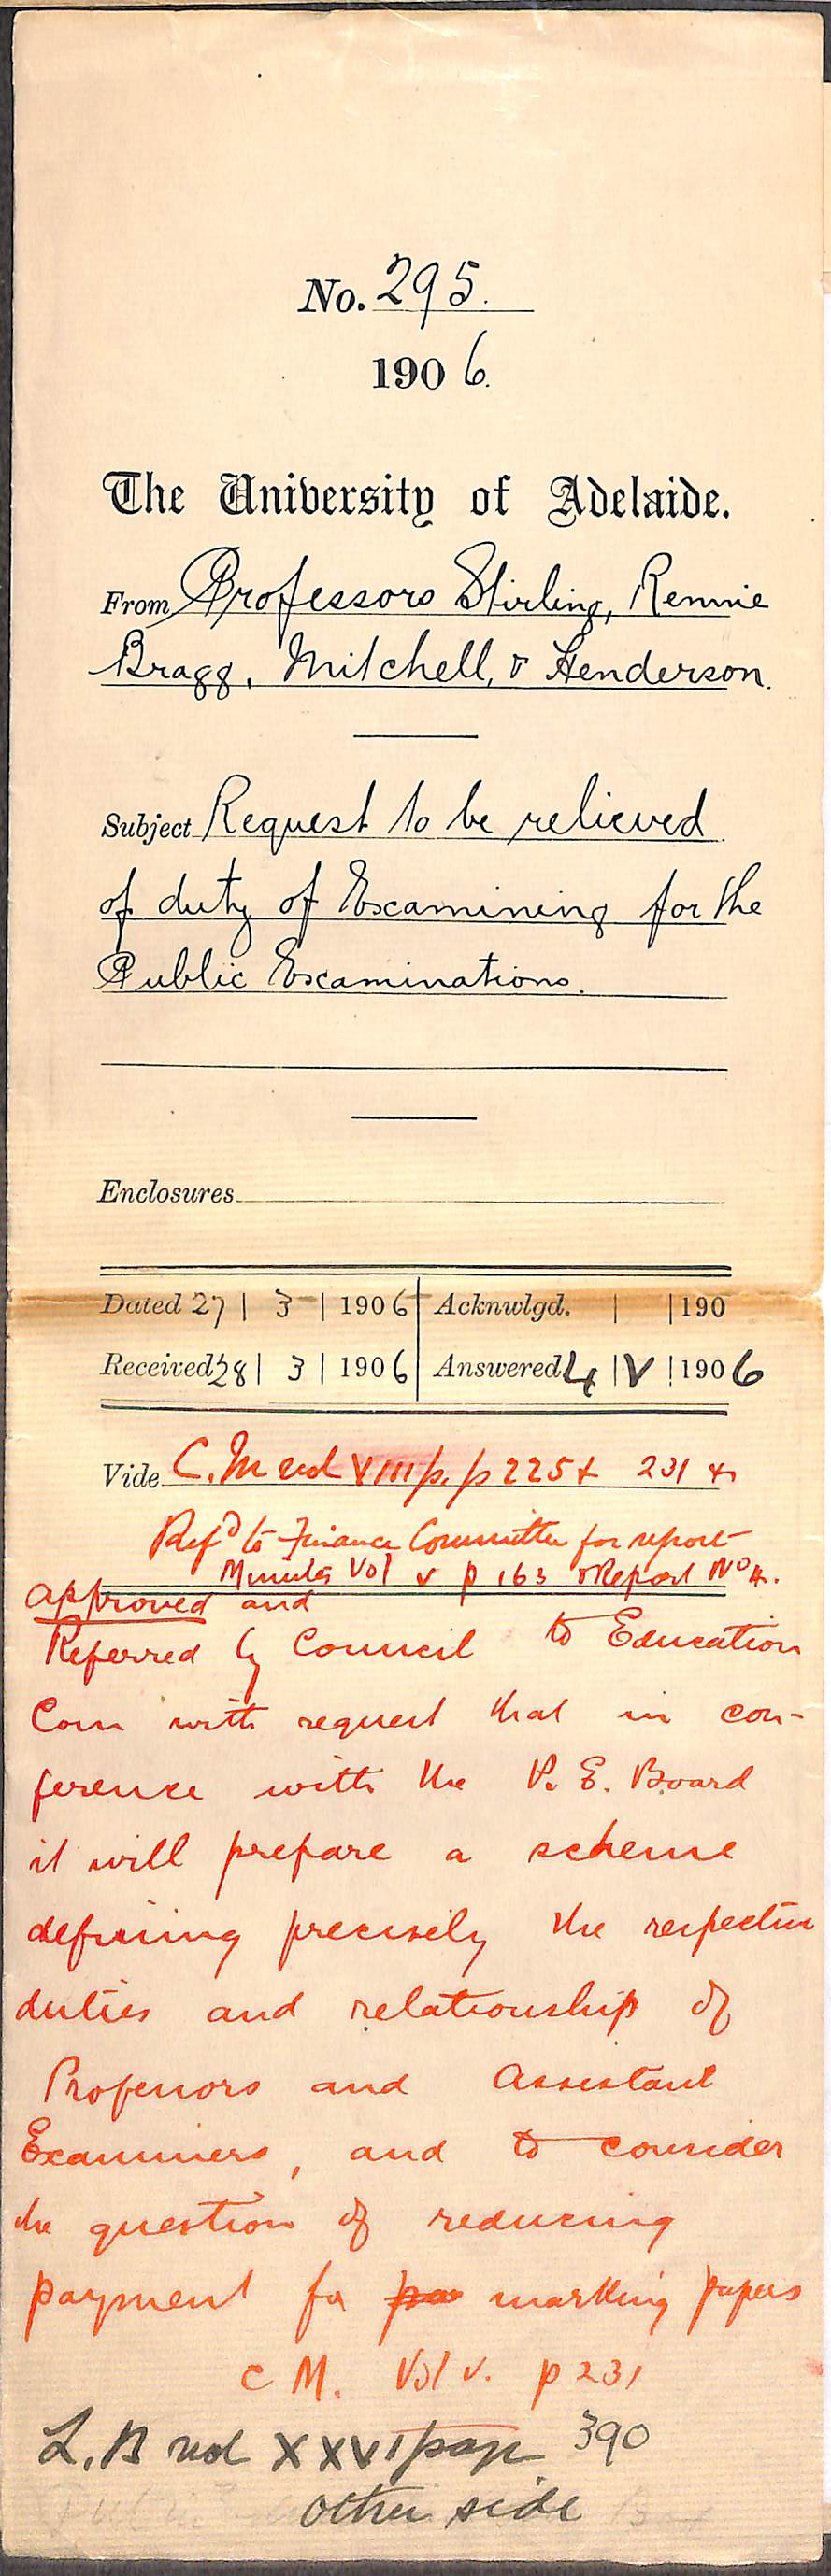 No. 295.
1906.
The University of Adelaide.
From Professors Stirling, Rennie
Bragg, Mitchell, & Henderson.
Subject Request to be relieved
of duty of Examining for the
Public Examinations.
Enclosures
Dated 27 | 3 | 1906 Acknwlgd. | | 190
Received 28 | 3 | 1906 Answered 4 | V | 1906
Vide C.M vol VIII p. p 225 & 231 &
Refd to Finance Committee for report
Minutes Vol V p 163 & Report No 4.
approved and
Referred by Council to Education
Com with request that in con-
ference with the P. E. Board
it will prepare a scheme
defining precisely the respective
duties and relationship of
Professors and Assistant
Examiners, and to consider
the question of reducing
payment for pa marking papers
C M. Vol V. p 231
L.B vol XXVI page 390
other side